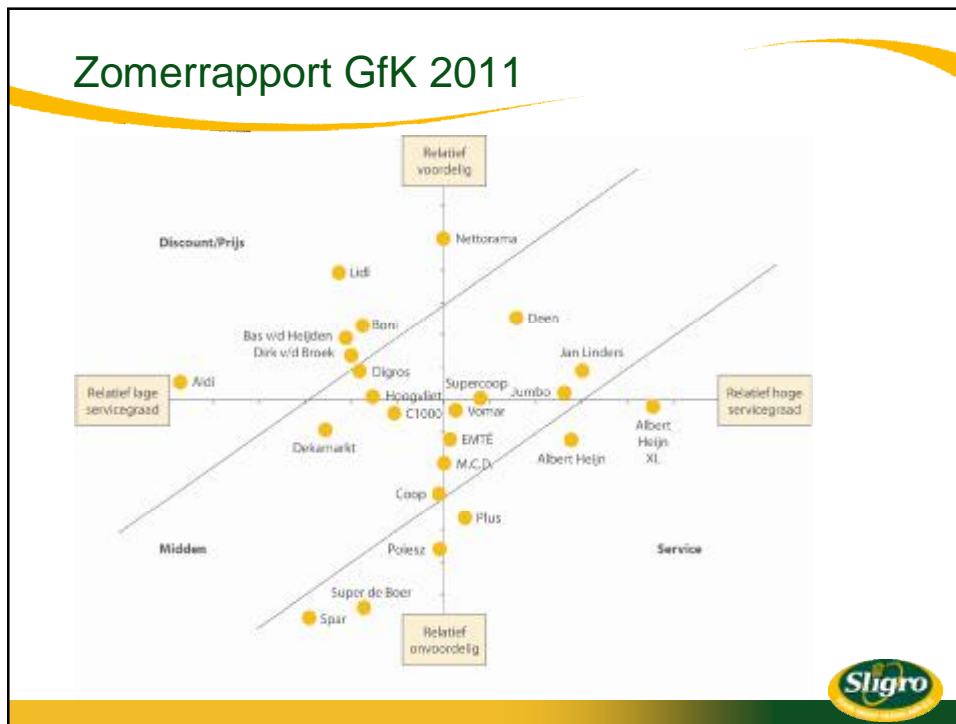 Zomerrapport GfK 2011
Relatief
voordelig
Discount/Prijs
Nettorama
Lidl
Boni
Deen
Bas v/d Heijden
Dirk v/d Broek
Jan Linders
Digros
Aldi
Supercoop
Relatief lage
servicegraad
Hoogvliet
Jumbo
Relatief hoge
servicegraad
C1000
Vomar
Albert
Heijn
XL
Dekamarkt
EMTÉ
Albert Heijn
M.C.D.
Coop
Plus
Midden
Poiesz
Service
Super de Boer
Spar
Relatief
onvoordelig
Sligro